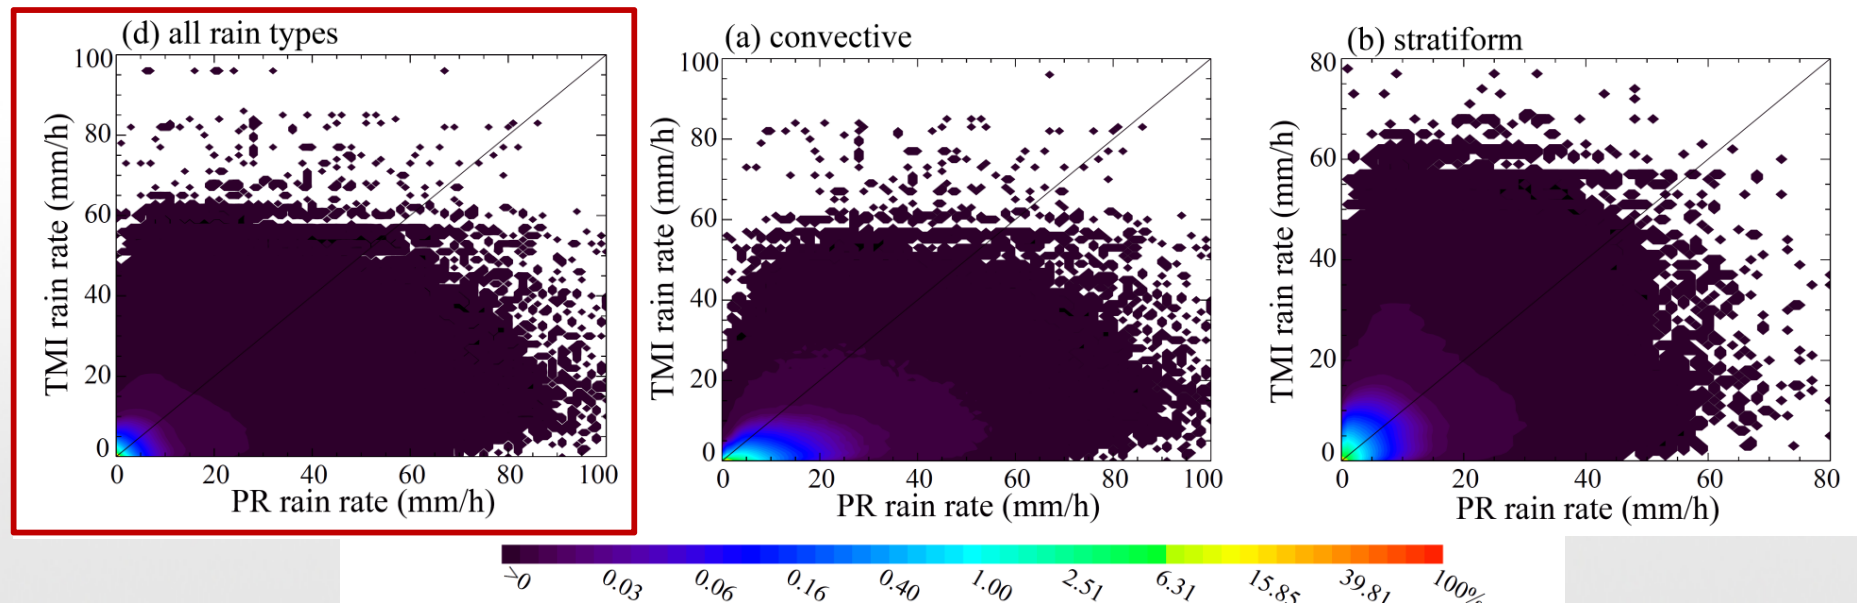 (d) all rain types
100
80
60
40
20
0
TMI rain rate (mm/h)
0 20 40 60 80 100
PR rain rate (mm/h)
(a) convective
100
80
60
40
20
0
TMI rain rate (mm/h)
0 20 40 60 80 100
PR rain rate (mm/h)
(b) stratiform
80
60
40
20
0
TMI rain rate (mm/h)
0 20 40 60 80
PR rain rate (mm/h)
>0 0.03 0.06 0.16 0.40 1.00 2.51 6.31 15.85 39.81 100%